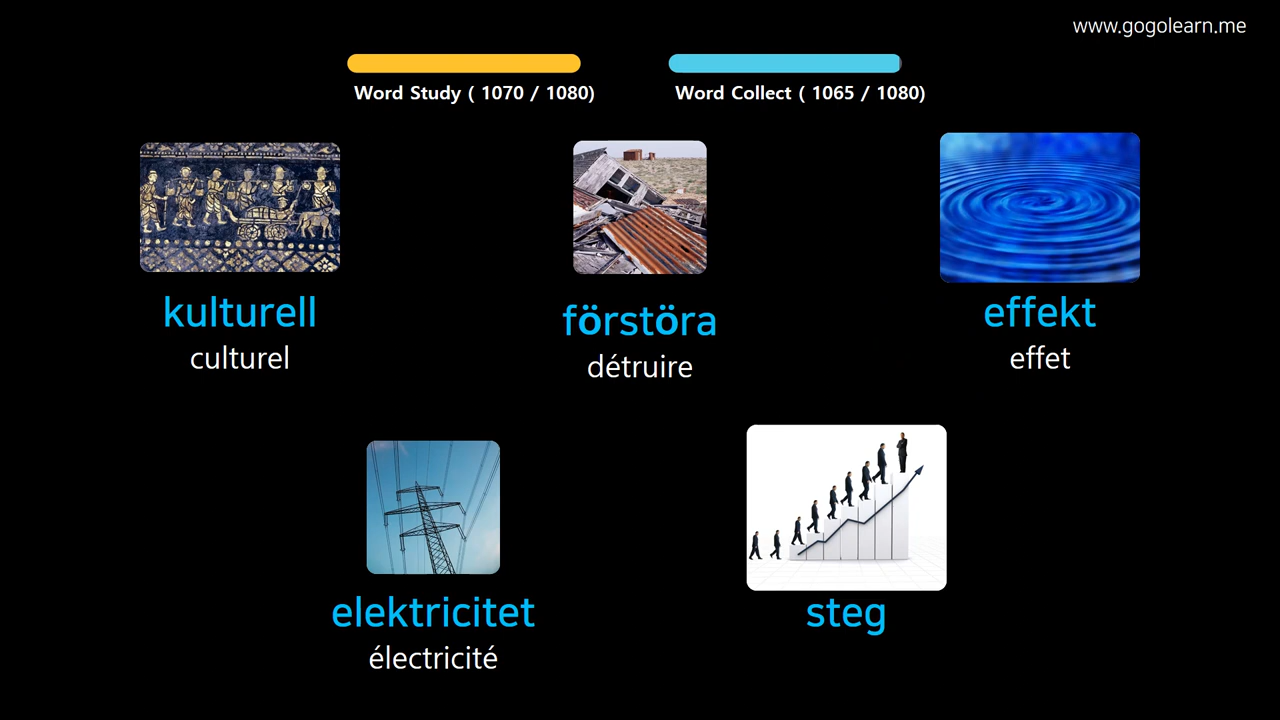 www.gogolearn.me
Word Study ( 1070 / 1080)
Word Collect ( 1065 / 1080)
kulturell
culturel
förstöra
détruire
effekt
effet
elektricitet
électricité
steg